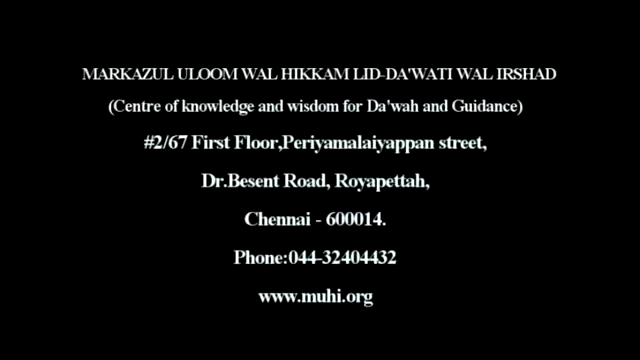 MARKAZUL ULOOM WAL HIKKAM LID-DA'WATI WAL IRSHAD
(Centre of knowledge and wisdom for Da'wah and Guidance)
#2/67 First Floor,Periyamalaiyappan street,
Dr.Besent Road, Royapettah,
Chennai - 600014.
Phone:044-32404432
www.muhi.org